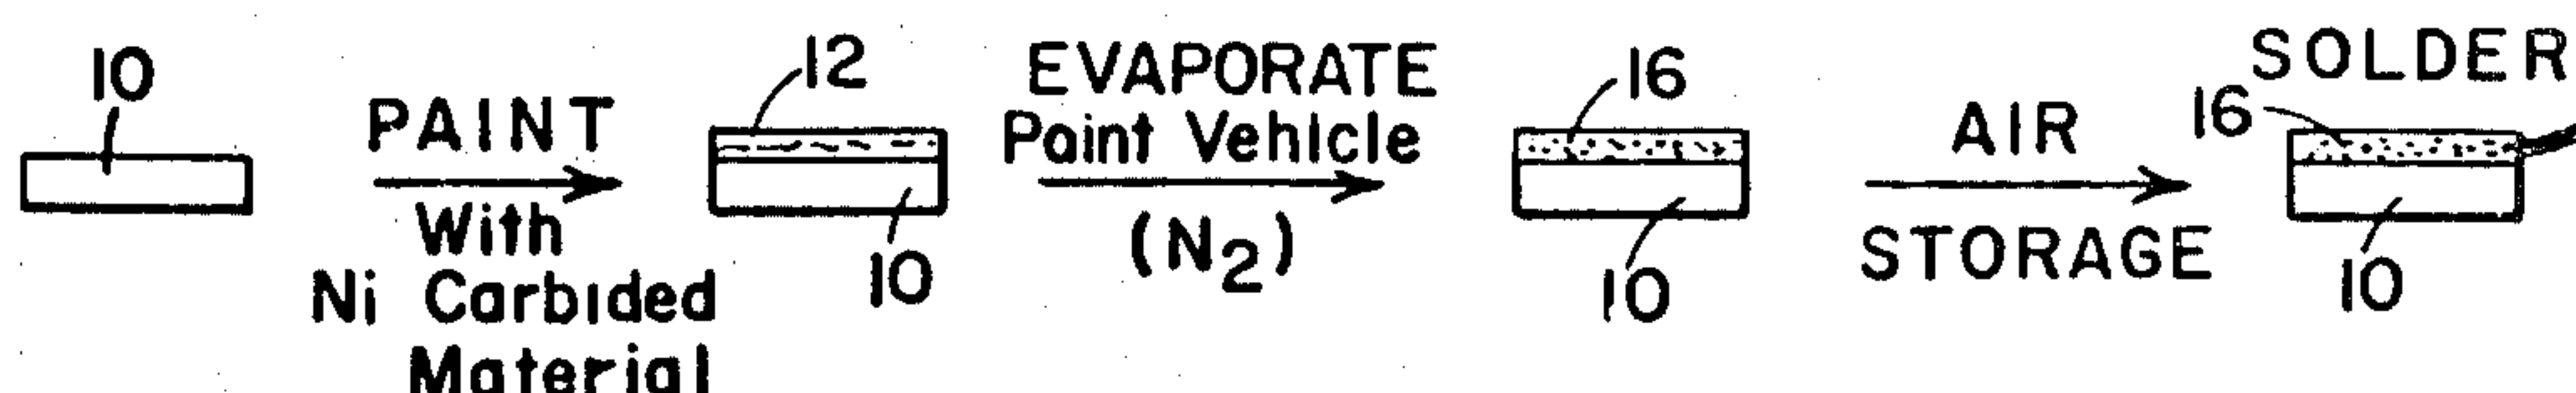 10
PAINT
With
Ni Carbided
Material
12
10
EVAPORATE
Paint Vehicle
(N2)
16
10
AIR
STORAGE
SOLDER
16
10